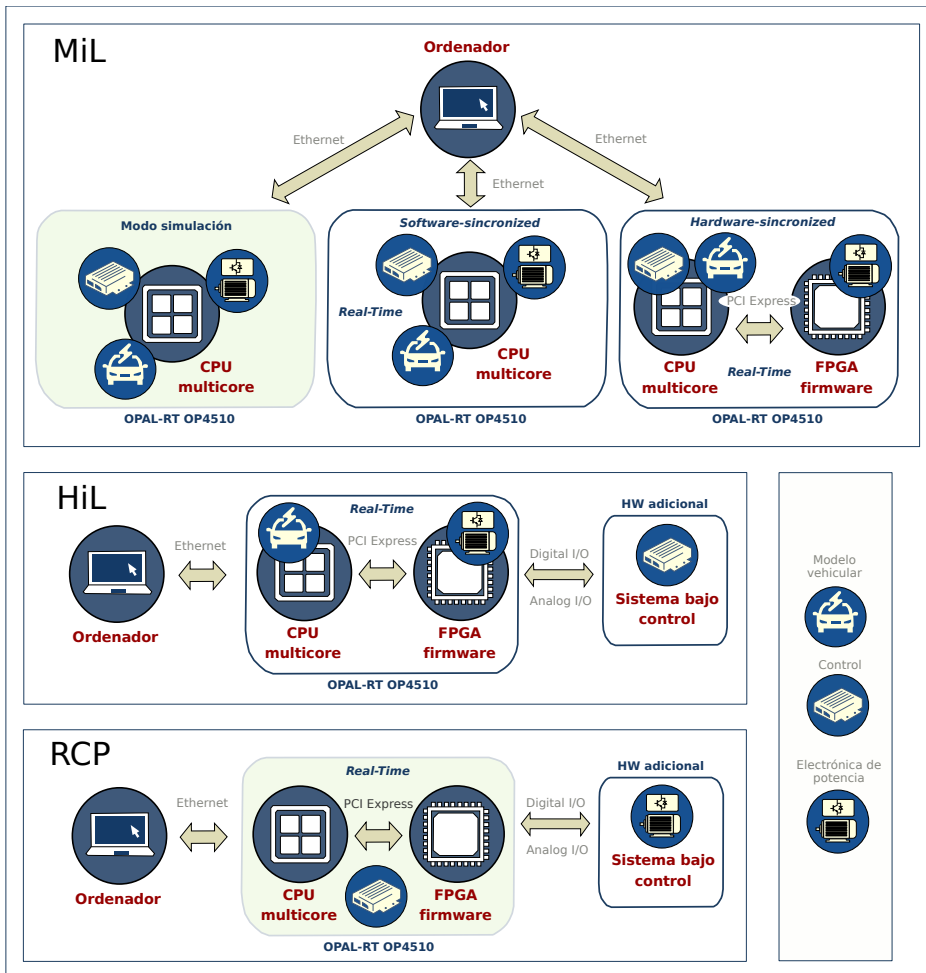 MiL
Ordenador
Ethernet
Ethernet
Ethernet
Modo simulación
CPU
multicore
OPAL-RT OP4510
Software-sincronized
Real-Time
CPU
multicore
OPAL-RT OP4510
Hardware-sincronized
PCI Express
CPU
multicore
Real-Time
FPGA
firmware
OPAL-RT OP4510
HiL
Ordenador
Ethernet
Real-Time
PCI Express
CPU
multicore
FPGA
firmware
OPAL-RT OP4510
Digital I/O
Analog I/O
HW adicional
Sistema bajo
control
RCP
Ordenador
Ethernet
Real-Time
PCI Express
CPU
multicore
FPGA
firmware
OPAL-RT OP4510
Digital I/O
Analog I/O
HW adicional
Sistema bajo
control
Modelo
vehicular
Control
Electrónica de
potencia